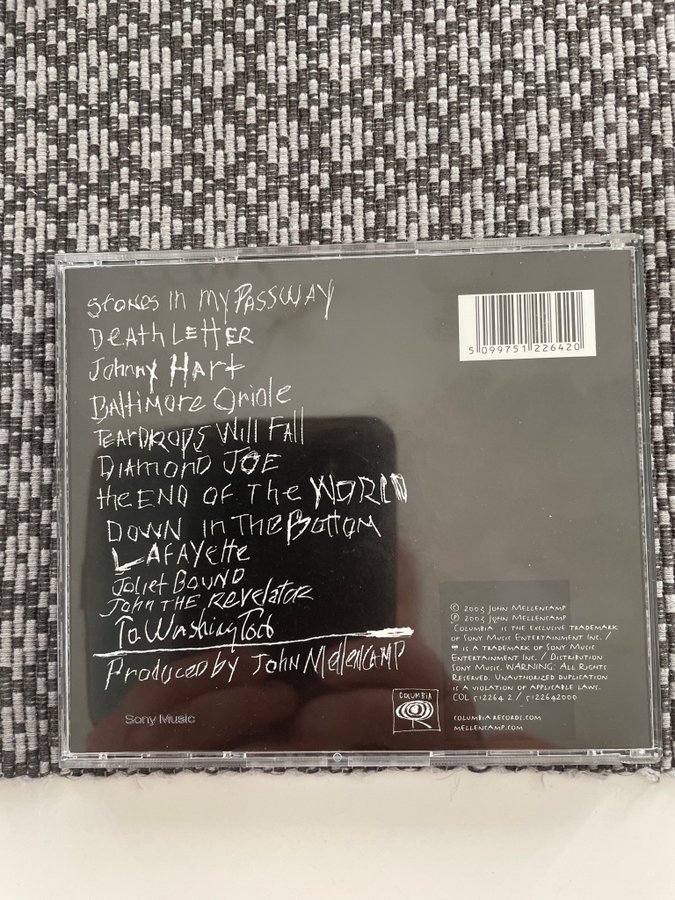 Stones in my Passway
Death Letter
Johnny Hart
Baltimore Oriole
Teardrops Will Fall
Diamond Joe
the End of the World
Down in the Bottom
Lafayette
Joliet Bound
John the Revelator
To Washington
Produced by John Mellencamp
Sony Music
5 099751 226420
© 2003 John Mellencamp
℗ 2003 John Mellencamp
"Columbia" is the exclusive trademark
of Sony Music Entertainment Inc. /
is a trademark of Sony Music
Entertainment Inc. / Distribution
Sony Music. WARNING: All Rights
Reserved. Unauthorized duplication
is a violation of applicable laws.
COL 512264 2 / 5122642000
COLUMBIA
columbiarecords.com
mellencamp.com